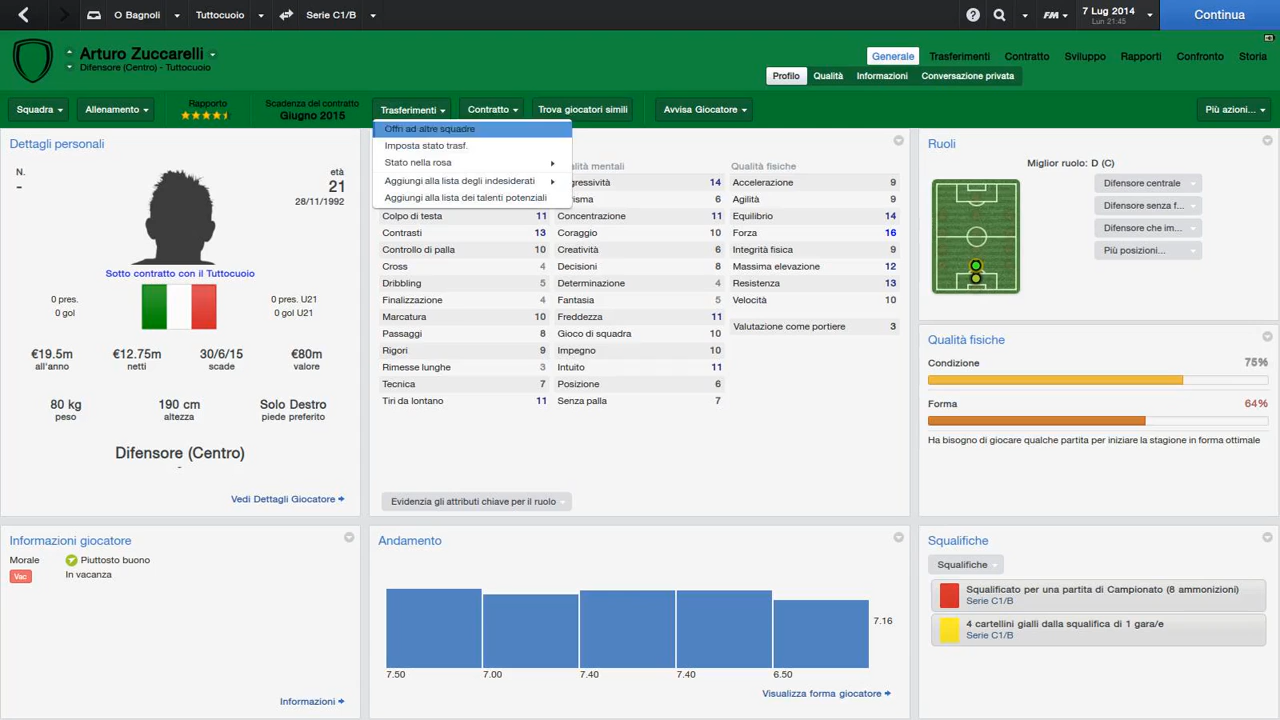 O Bagnoli Tuttocuoio Serie C1/B
? FM 7 Lug 2014
Lun 21:45
Continua
Arturo Zuccarelli
Difensore (Centro) - Tuttocuoio
Generale Trasferimenti Contratto Sviluppo Rapporti Confronto Storia
Profilo Qualità Informazioni Conversazione privata
Squadra Allenamento
Rapporto
Scadenza del contratto
Giugno 2015
Trasferimenti Contratto Trova giocatori simili Avvisa Giocatore Più azioni...
Offri ad altre squadre
Imposta stato trasf.
Stato nella rosa
Aggiungi alla lista degli indesiderati
Aggiungi alla lista dei talenti potenziali
Dettagli personali
N.
-
età
21
28/11/1992
Sotto contratto con il Tuttocuoio
0 pres.
0 gol
0 pres. U21
0 gol U21
€19.5m
all'anno
€12.75m
netti
30/6/15
scade
€80m
valore
80 kg
peso
190 cm
altezza
Solo Destro
piede preferito
Difensore (Centro)
-
Vedi Dettagli Giocatore
Colpo di testa 11
Contrasti 13
Controllo di palla 10
Cross 4
Dribbling 5
Finalizzazione 4
Marcatura 10
Passaggi 8
Rigori 9
Rimesse lunghe 3
Tecnica 7
Tiri da lontano 11
alità mentali
gressività 14
risma 6
Concentrazione 11
Coraggio 10
Creatività 6
Decisioni 8
Determinazione 4
Fantasia 5
Freddezza 11
Gioco di squadra 10
Impegno 10
Intuito 11
Posizione 6
Senza palla 7
Qualità fisiche
Accelerazione 9
Agilità 9
Equilibrio 14
Forza 16
Integrità fisica 9
Massima elevazione 12
Resistenza 13
Velocità 10
Valutazione come portiere 3
Evidenzia gli attributi chiave per il ruolo
Ruoli
Miglior ruolo: D (C)
Difensore centrale
Difensore senza f...
Difensore che im...
Più posizioni...
Qualità fisiche
Condizione 75%
Forma 64%
Ha bisogno di giocare qualche partita per iniziare la stagione in forma ottimale
Informazioni giocatore
Morale Piuttosto buono
Vac In vacanza
Informazioni
Andamento
7.16
7.50 7.00 7.40 7.40 6.50
Visualizza forma giocatore
Squalifiche
Squalifiche
Squalificato per una partita di Campionato (8 ammonizioni)
Serie C1/B
4 cartellini gialli dalla squalifica di 1 gara/e
Serie C1/B